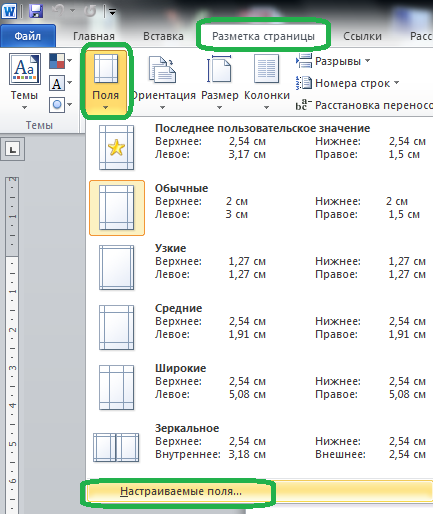 W
Файл Главная Вставка Разметка страницы Ссылки Расс
Аа Темы Поля Ориентация Размер Колонки
Разрывы
Номера строк
Расстановка переносо
Темы
Последнее пользовательское значение
Верхнее: 2,54 см Нижнее: 2,54 см
Левое: 3,17 см Правое: 1,5 см
Обычные
Верхнее: 2 см Нижнее: 2 см
Левое: 3 см Правое: 1,5 см
Узкие
Верхнее: 1,27 см Нижнее: 1,27 см
Левое: 1,27 см Правое: 1,27 см
Средние
Верхнее: 2,54 см Нижнее: 2,54 см
Левое: 1,91 см Правое: 1,91 см
Широкие
Верхнее: 2,54 см Нижнее: 2,54 см
Левое: 5,08 см Правое: 5,08 см
Зеркальное
Верхнее: 2,54 см Нижнее: 2,54 см
Внутреннее: 3,18 см Внешнее: 2,54 см
Настраиваемые поля...